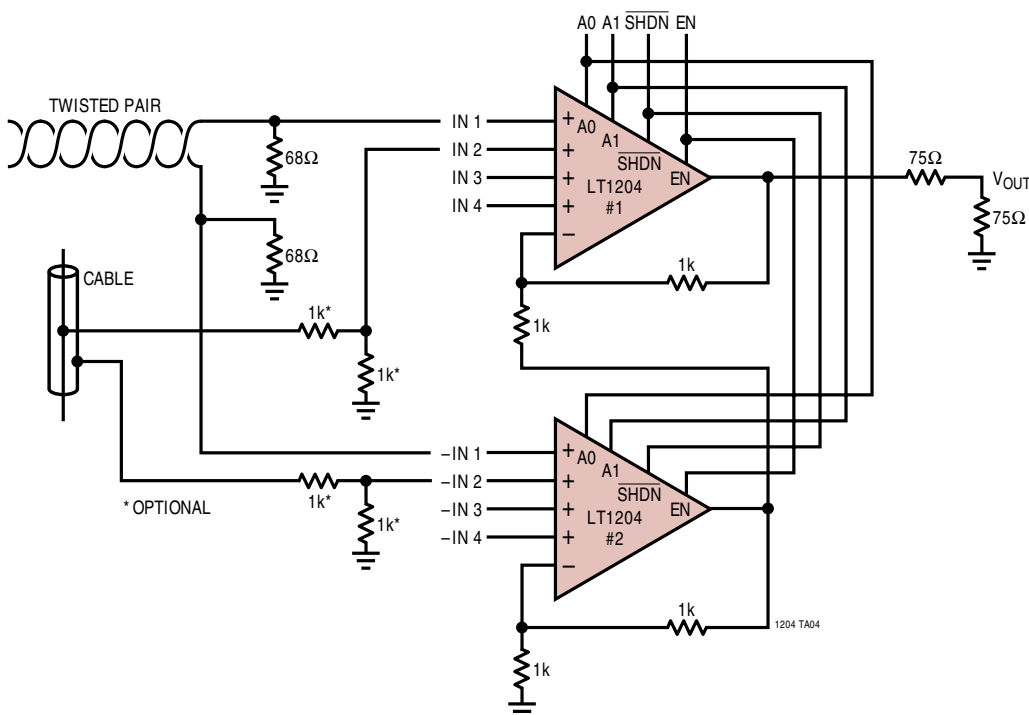 A0 A1 SHDN EN
TWISTED PAIR
IN 1
IN 2
IN 3
IN 4
+
+
+
+
−
A0
A1
SHDN
EN
LT1204
#1
68Ω
68Ω
75Ω
VOUT
75Ω
1k
1k
CABLE
1k*
1k*
−IN 1
−IN 2
−IN 3
−IN 4
+
+
+
+
−
A0
A1
SHDN
EN
LT1204
#2
1k*
1k*
* OPTIONAL
1k
1k
1204 TA04